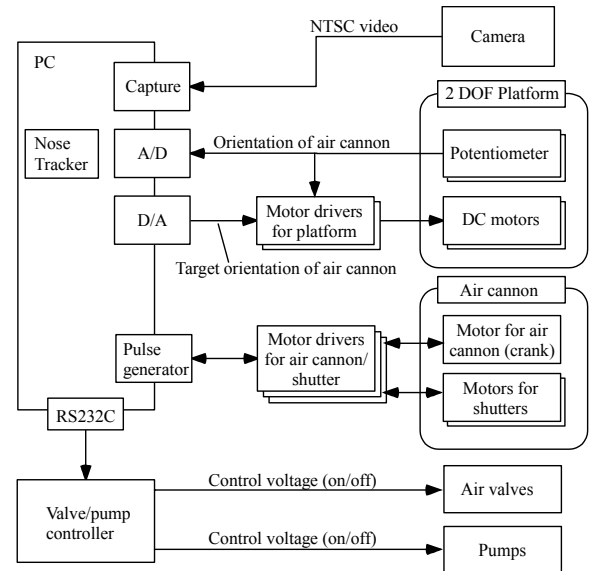 NTSC video
Camera
PC
Capture
2 DOF Platform
Nose
Tracker
A/D
Orientation of air cannon
Potentiometer
D/A
Motor drivers
for platform
DC motors
Target orientation of air cannon
Air cannon
Pulse
generator
Motor drivers
for air cannon/
shutter
Motor for air
cannon (crank)
Motors for
shutters
RS232C
Valve/pump
controller
Control voltage (on/off)
Air valves
Control voltage (on/off)
Pumps